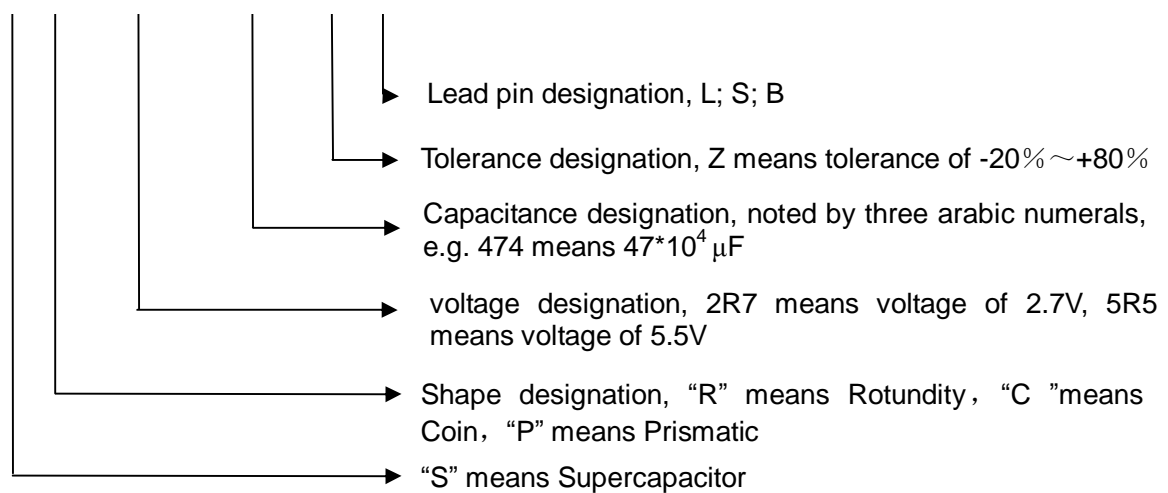 Lead pin designation, L; S; B
Tolerance designation, Z means tolerance of -20％～+80％
Capacitance designation, noted by three arabic numerals,
e.g. 474 means 47*10⁴ μF
voltage designation, 2R7 means voltage of 2.7V, 5R5
means voltage of 5.5V
Shape designation, “R” means Rotundity，“C ”means
Coin，“P” means Prismatic
“S” means Supercapacitor